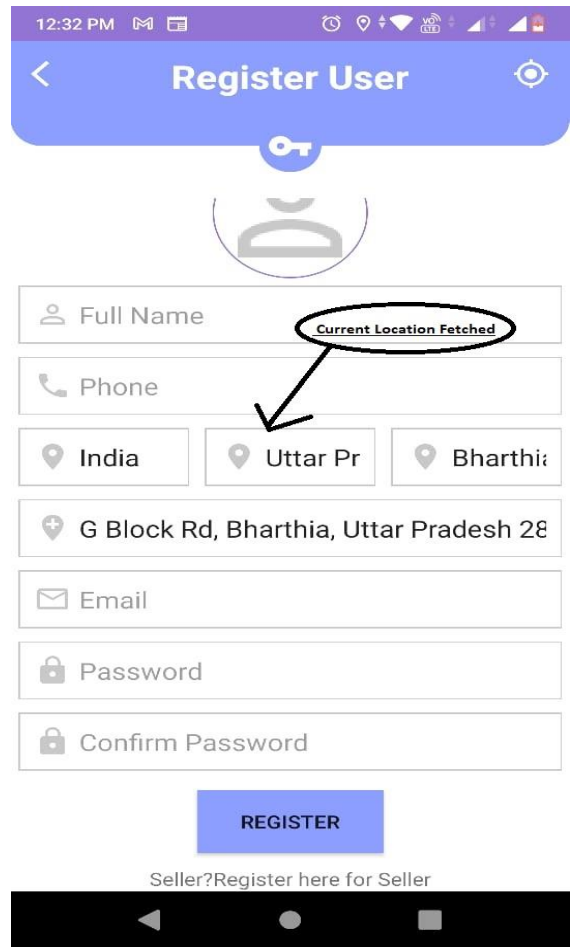 12:32 PM
Register User
Full Name
Current Location Fetched
Phone
India
Uttar Pr
Bharthia
G Block Rd, Bharthia, Uttar Pradesh 28
Email
Password
Confirm Password
REGISTER
Seller?Register here for Seller